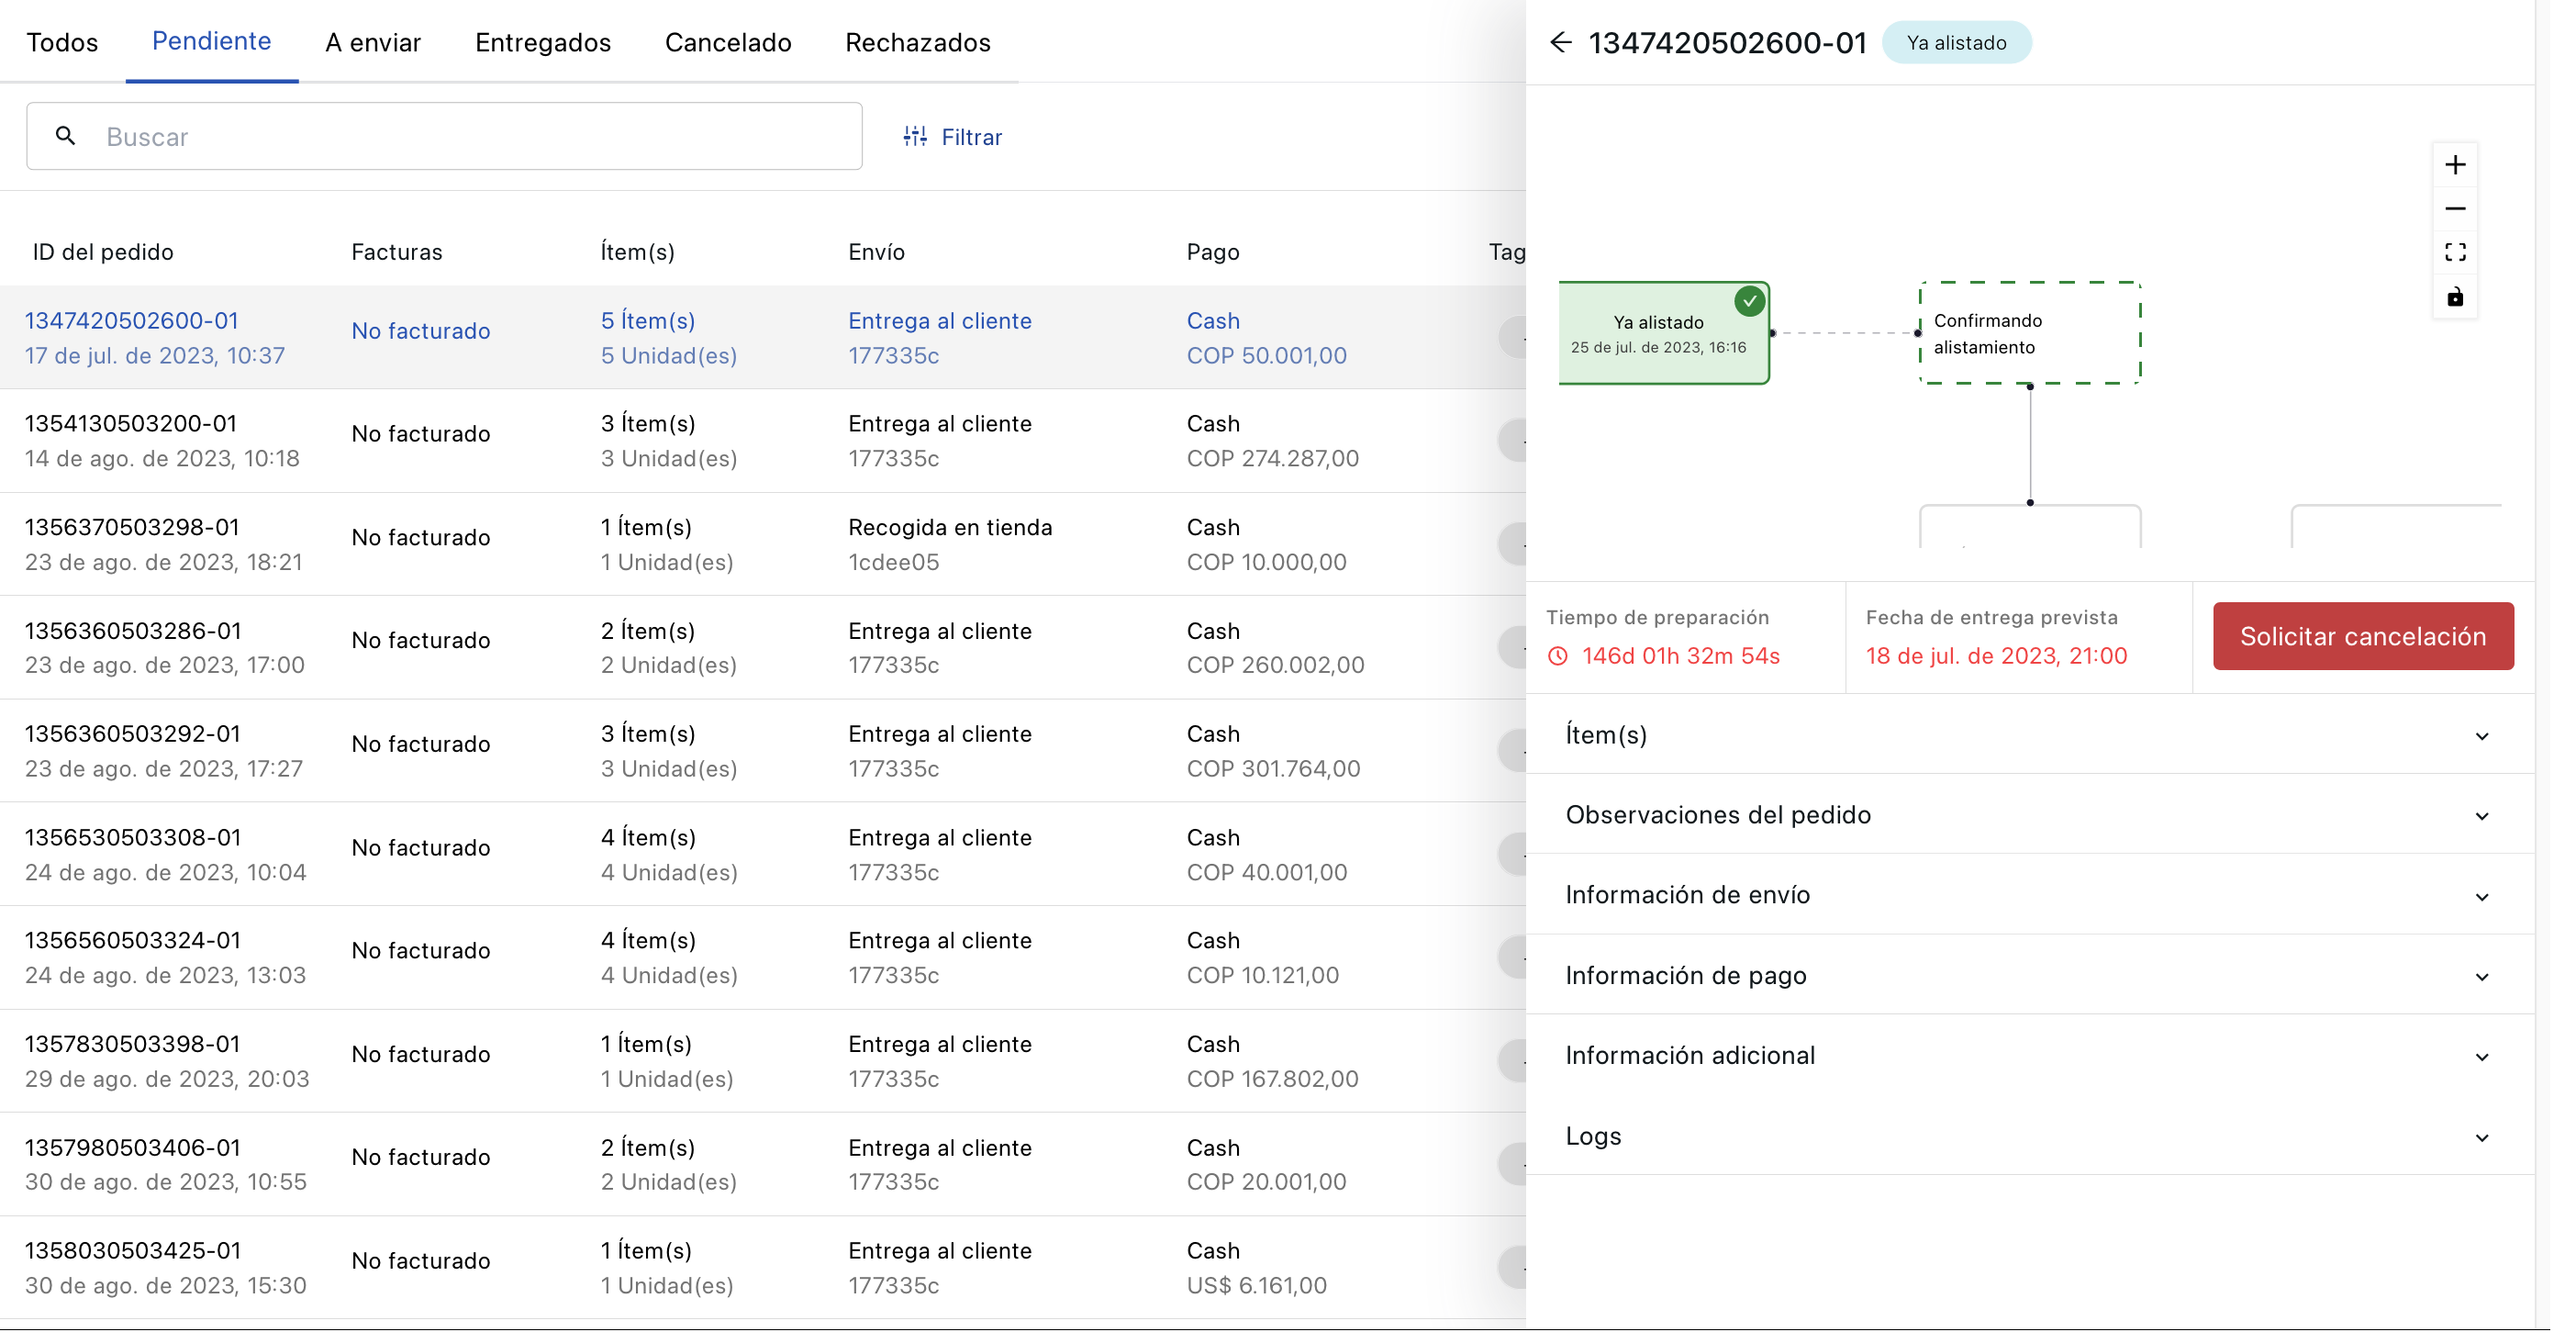 Todos Pendiente A enviar Entregados Cancelado Rechazados
Buscar Filtrar
ID del pedido Facturas Ítem(s) Envío Pago Tag
1347420502600-01 No facturado 5 Ítem(s) Entrega al cliente Cash
17 de jul. de 2023, 10:37 5 Unidad(es) 177335c COP 50.001,00
1354130503200-01 No facturado 3 Ítem(s) Entrega al cliente Cash
14 de ago. de 2023, 10:18 3 Unidad(es) 177335c COP 274.287,00
1356370503298-01 No facturado 1 Ítem(s) Recogida en tienda Cash
23 de ago. de 2023, 18:21 1 Unidad(es) 1cdee05 COP 10.000,00
1356360503286-01 No facturado 2 Ítem(s) Entrega al cliente Cash
23 de ago. de 2023, 17:00 2 Unidad(es) 177335c COP 260.002,00
1356360503292-01 No facturado 3 Ítem(s) Entrega al cliente Cash
23 de ago. de 2023, 17:27 3 Unidad(es) 177335c COP 301.764,00
1356530503308-01 No facturado 4 Ítem(s) Entrega al cliente Cash
24 de ago. de 2023, 10:04 4 Unidad(es) 177335c COP 40.001,00
1356560503324-01 No facturado 4 Ítem(s) Entrega al cliente Cash
24 de ago. de 2023, 13:03 4 Unidad(es) 177335c COP 10.121,00
1357830503398-01 No facturado 1 Ítem(s) Entrega al cliente Cash
29 de ago. de 2023, 20:03 1 Unidad(es) 177335c COP 167.802,00
1357980503406-01 No facturado 2 Ítem(s) Entrega al cliente Cash
30 de ago. de 2023, 10:55 2 Unidad(es) 177335c COP 20.001,00
1358030503425-01 No facturado 1 Ítem(s) Entrega al cliente Cash
30 de ago. de 2023, 15:30 1 Unidad(es) 177335c US$ 6.161,00
1347420502600-01 Ya alistado
Ya alistado
25 de jul. de 2023, 16:16
Confirmando
alistamiento
Tiempo de preparación
146d 01h 32m 54s
Fecha de entrega prevista
18 de jul. de 2023, 21:00
Solicitar cancelación
Ítem(s)
Observaciones del pedido
Información de envío
Información de pago
Información adicional
Logs